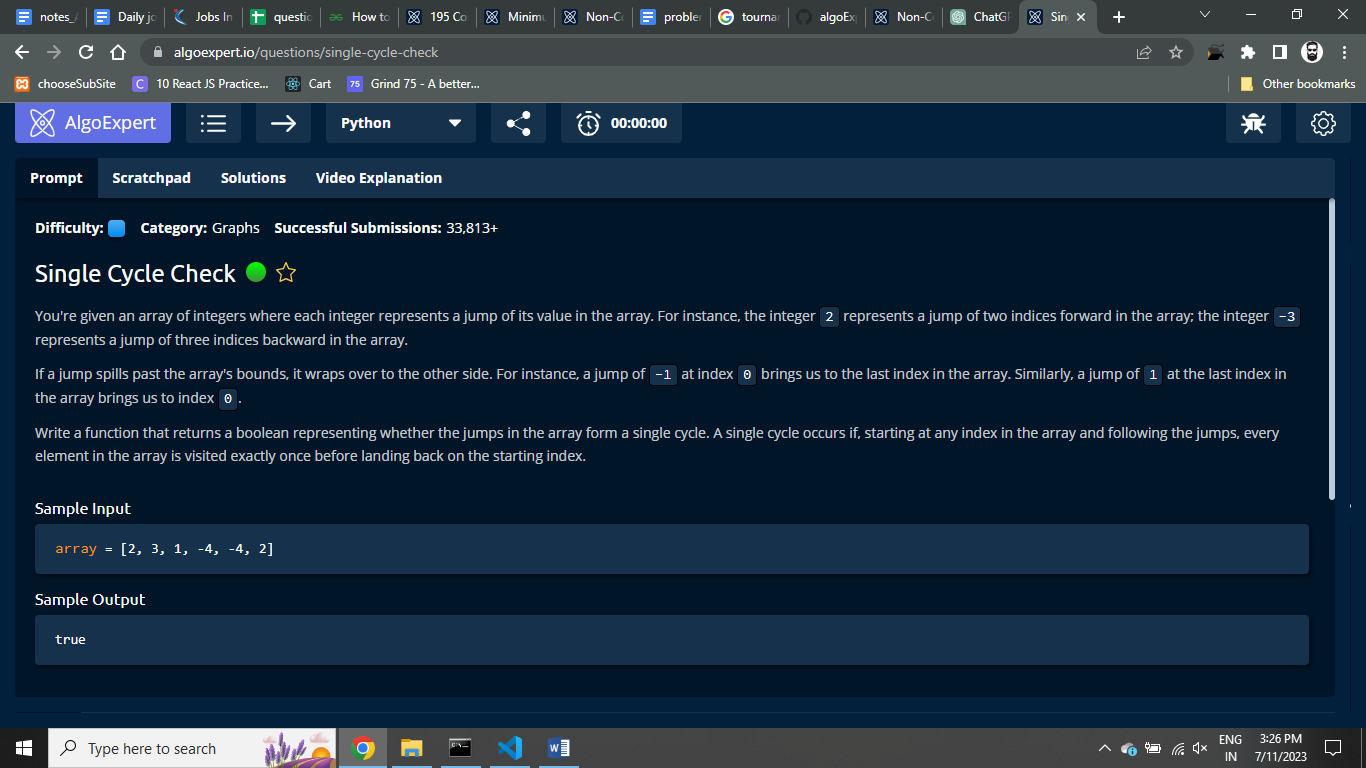 notes_
Daily jo
Jobs In
questio
How to
195 Co
Minimu
Non-Co
probler
tournar
algoExp
Non-Co
ChatGP
Sin
algoexpert.io/questions/single-cycle-check
chooseSubSite
10 React JS Practice...
Cart
75
Grind 75 - A better...
Other bookmarks
AlgoExpert
Python
00:00:00
Prompt Scratchpad Solutions Video Explanation
Difficulty: Category: Graphs Successful Submissions: 33,813+
Single Cycle Check
You're given an array of integers where each integer represents a jump of its value in the array. For instance, the integer 2 represents a jump of two indices forward in the array; the integer -3
represents a jump of three indices backward in the array.
If a jump spills past the array's bounds, it wraps over to the other side. For instance, a jump of -1 at index 0 brings us to the last index in the array. Similarly, a jump of 1 at the last index in
the array brings us to index 0.
Write a function that returns a boolean representing whether the jumps in the array form a single cycle. A single cycle occurs if, starting at any index in the array and following the jumps, every
element in the array is visited exactly once before landing back on the starting index.
Sample Input
array = [2, 3, 1, -4, -4, 2]
Sample Output
true
Type here to search
ENG
IN
3:26 PM
7/11/2023